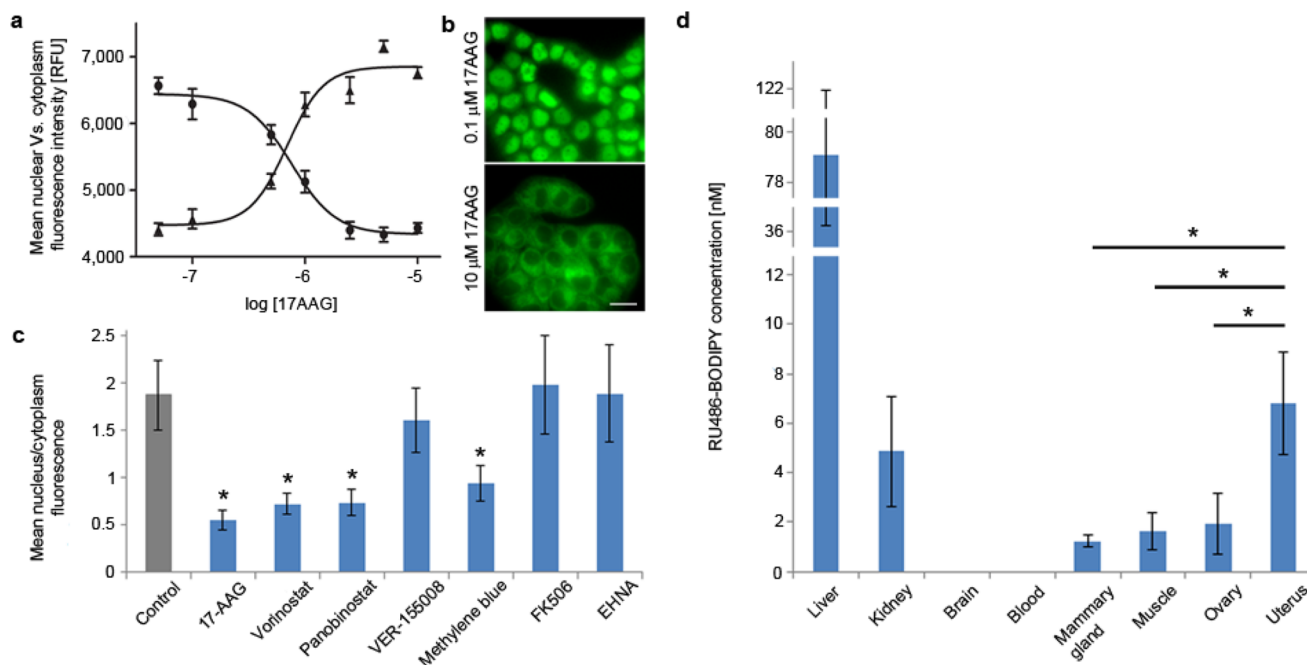 a
Mean nuclear Vs. cytoplasm
fluorescence intensity [RFU]
7,000
6,000
5,000
4,000
-7
-6
-5
log [17AAG]
b
0.1 µM 17AAG
10 µM 17AAG
c
Mean nucleus/cytoplasm
fluorescence
2.5
2
1.5
1
0.5
0
*
*
*
*
Control
17-AAG
Vorinostat
Panobinostat
VER-155008
Methylene blue
FK506
EHNA
d
RU486-BODIPY concentration [nM]
122
80
78
36
12
10
8
6
4
2
0
*
*
*
Liver
Kidney
Brain
Blood
Mammary
gland
Muscle
Ovary
Uterus